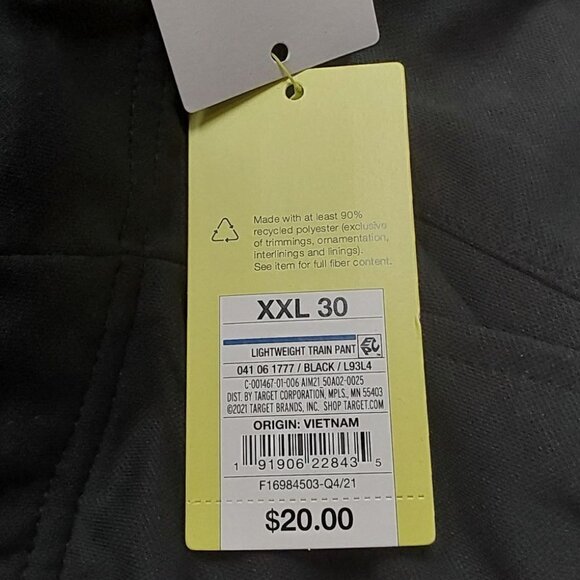 Made with at least 90%
recycled polyester (exclusive
of trimmings, ornamentation,
interlinings and linings).
See item for full fiber content.
XXL 30
LIGHTWEIGHT TRAIN PANT
041 06 1777 / BLACK / L93L4
C-001467-01-006 AIM21 50A02-0025
DIST. BY TARGET CORPORATION, MPLS., MN 55403
©2021 TARGET BRANDS, INC. SHOP TARGET.COM
ORIGIN: VIETNAM
1 91906 22843 5
F16984503-Q4/21
$20.00